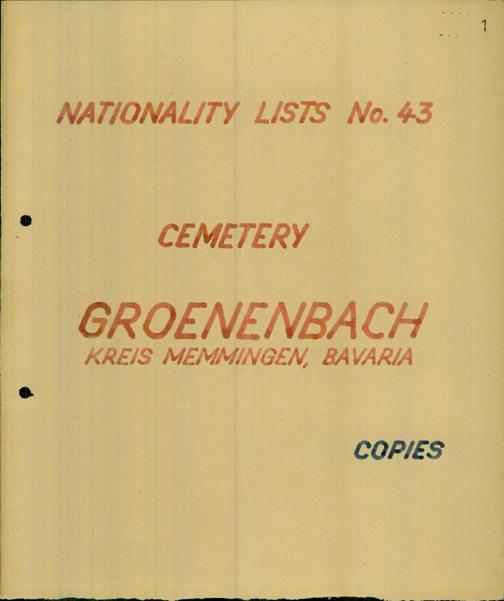 1
NATIONALITY LISTS No. 43
CEMETERY
GROENENBACH
KREIS MEMMINGEN, BAVARIA
COPIES